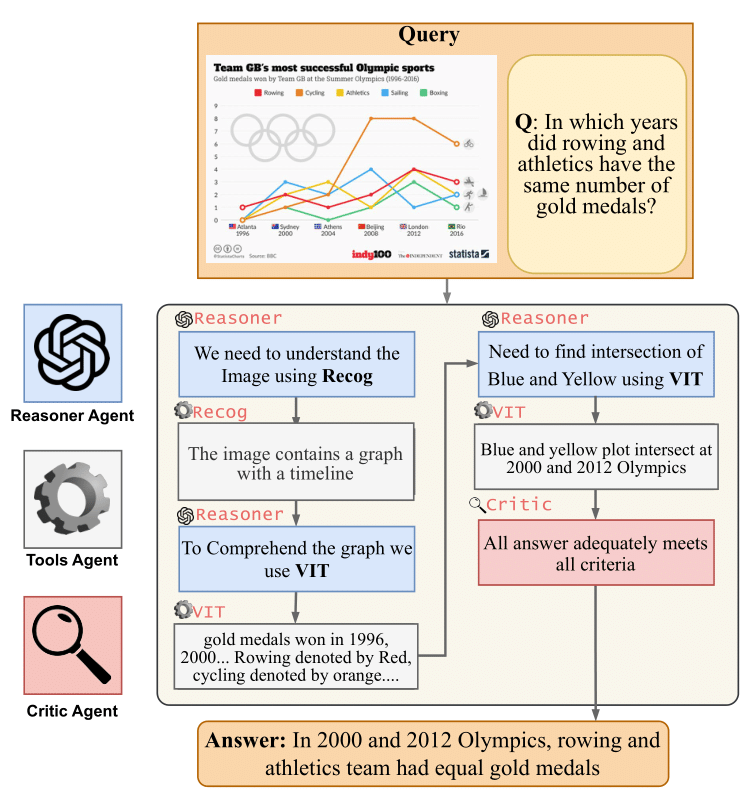 Query
Team GB's most successful Olympic sports
Gold medals won by Team GB at the Summer Olympics (1996-2016)
Rowing Cycling Athletics Sailing Boxing
9
8
7
6
5
4
3
2
1
0
Atlanta Sydney Athens Beijing London Rio
1996 2000 2004 2008 2012 2016
@StatistaCharts Source: BBC
indy100 THE INDEPENDENT statista
Q: In which years
did rowing and
athletics have the
same number of
gold medals?
Reasoner Agent
Tools Agent
Critic Agent
Reasoner
We need to understand the
Image using Recog
Recog
The image contains a graph
with a timeline
Reasoner
To Comprehend the graph we
use VIT
VIT
gold medals won in 1996,
2000... Rowing denoted by Red,
cycling denoted by orange....
Reasoner
Need to find intersection of
Blue and Yellow using VIT
VIT
Blue and yellow plot intersect at
2000 and 2012 Olympics
Critic
All answer adequately meets
all criteria
Answer: In 2000 and 2012 Olympics, rowing and
athletics team had equal gold medals